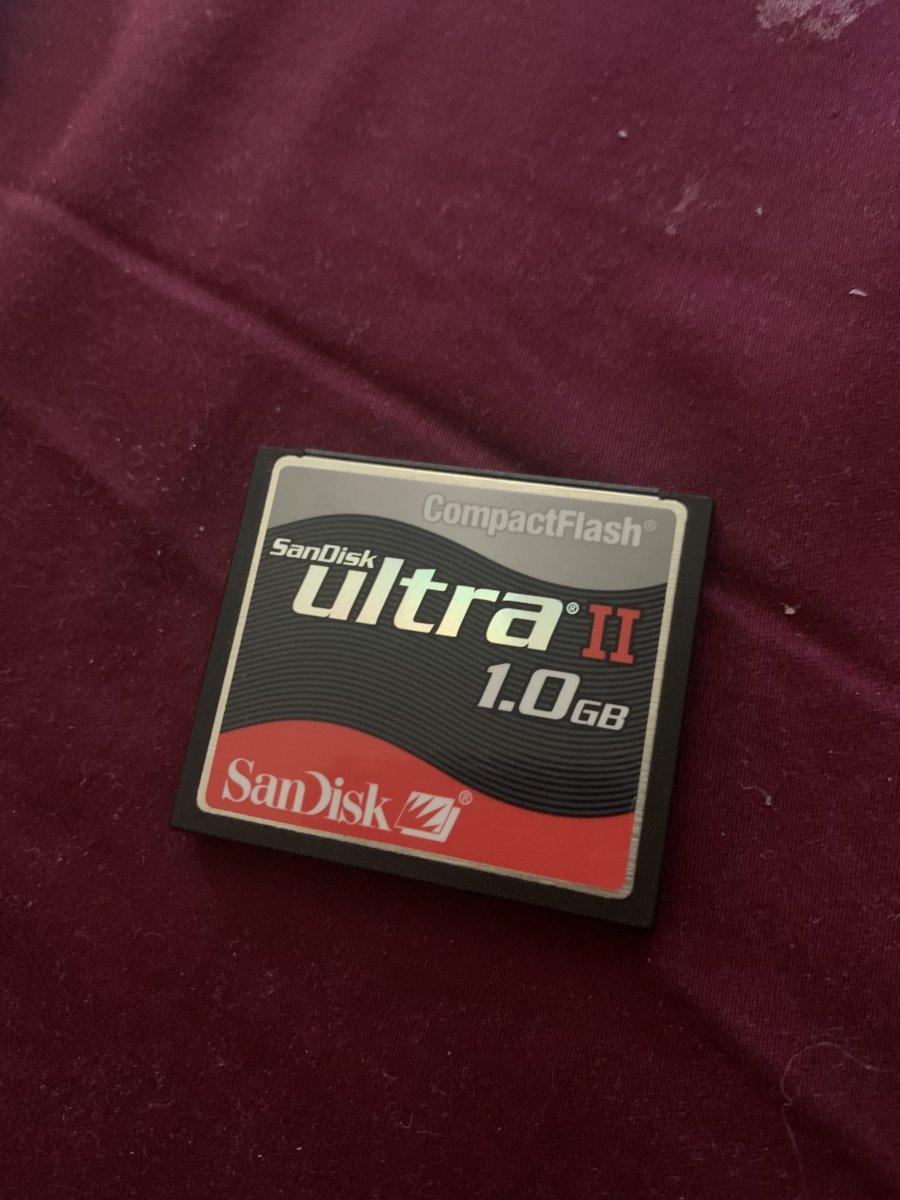 CompactFlash®
SanDisk
ultra® II
1.0GB
SanDisk®